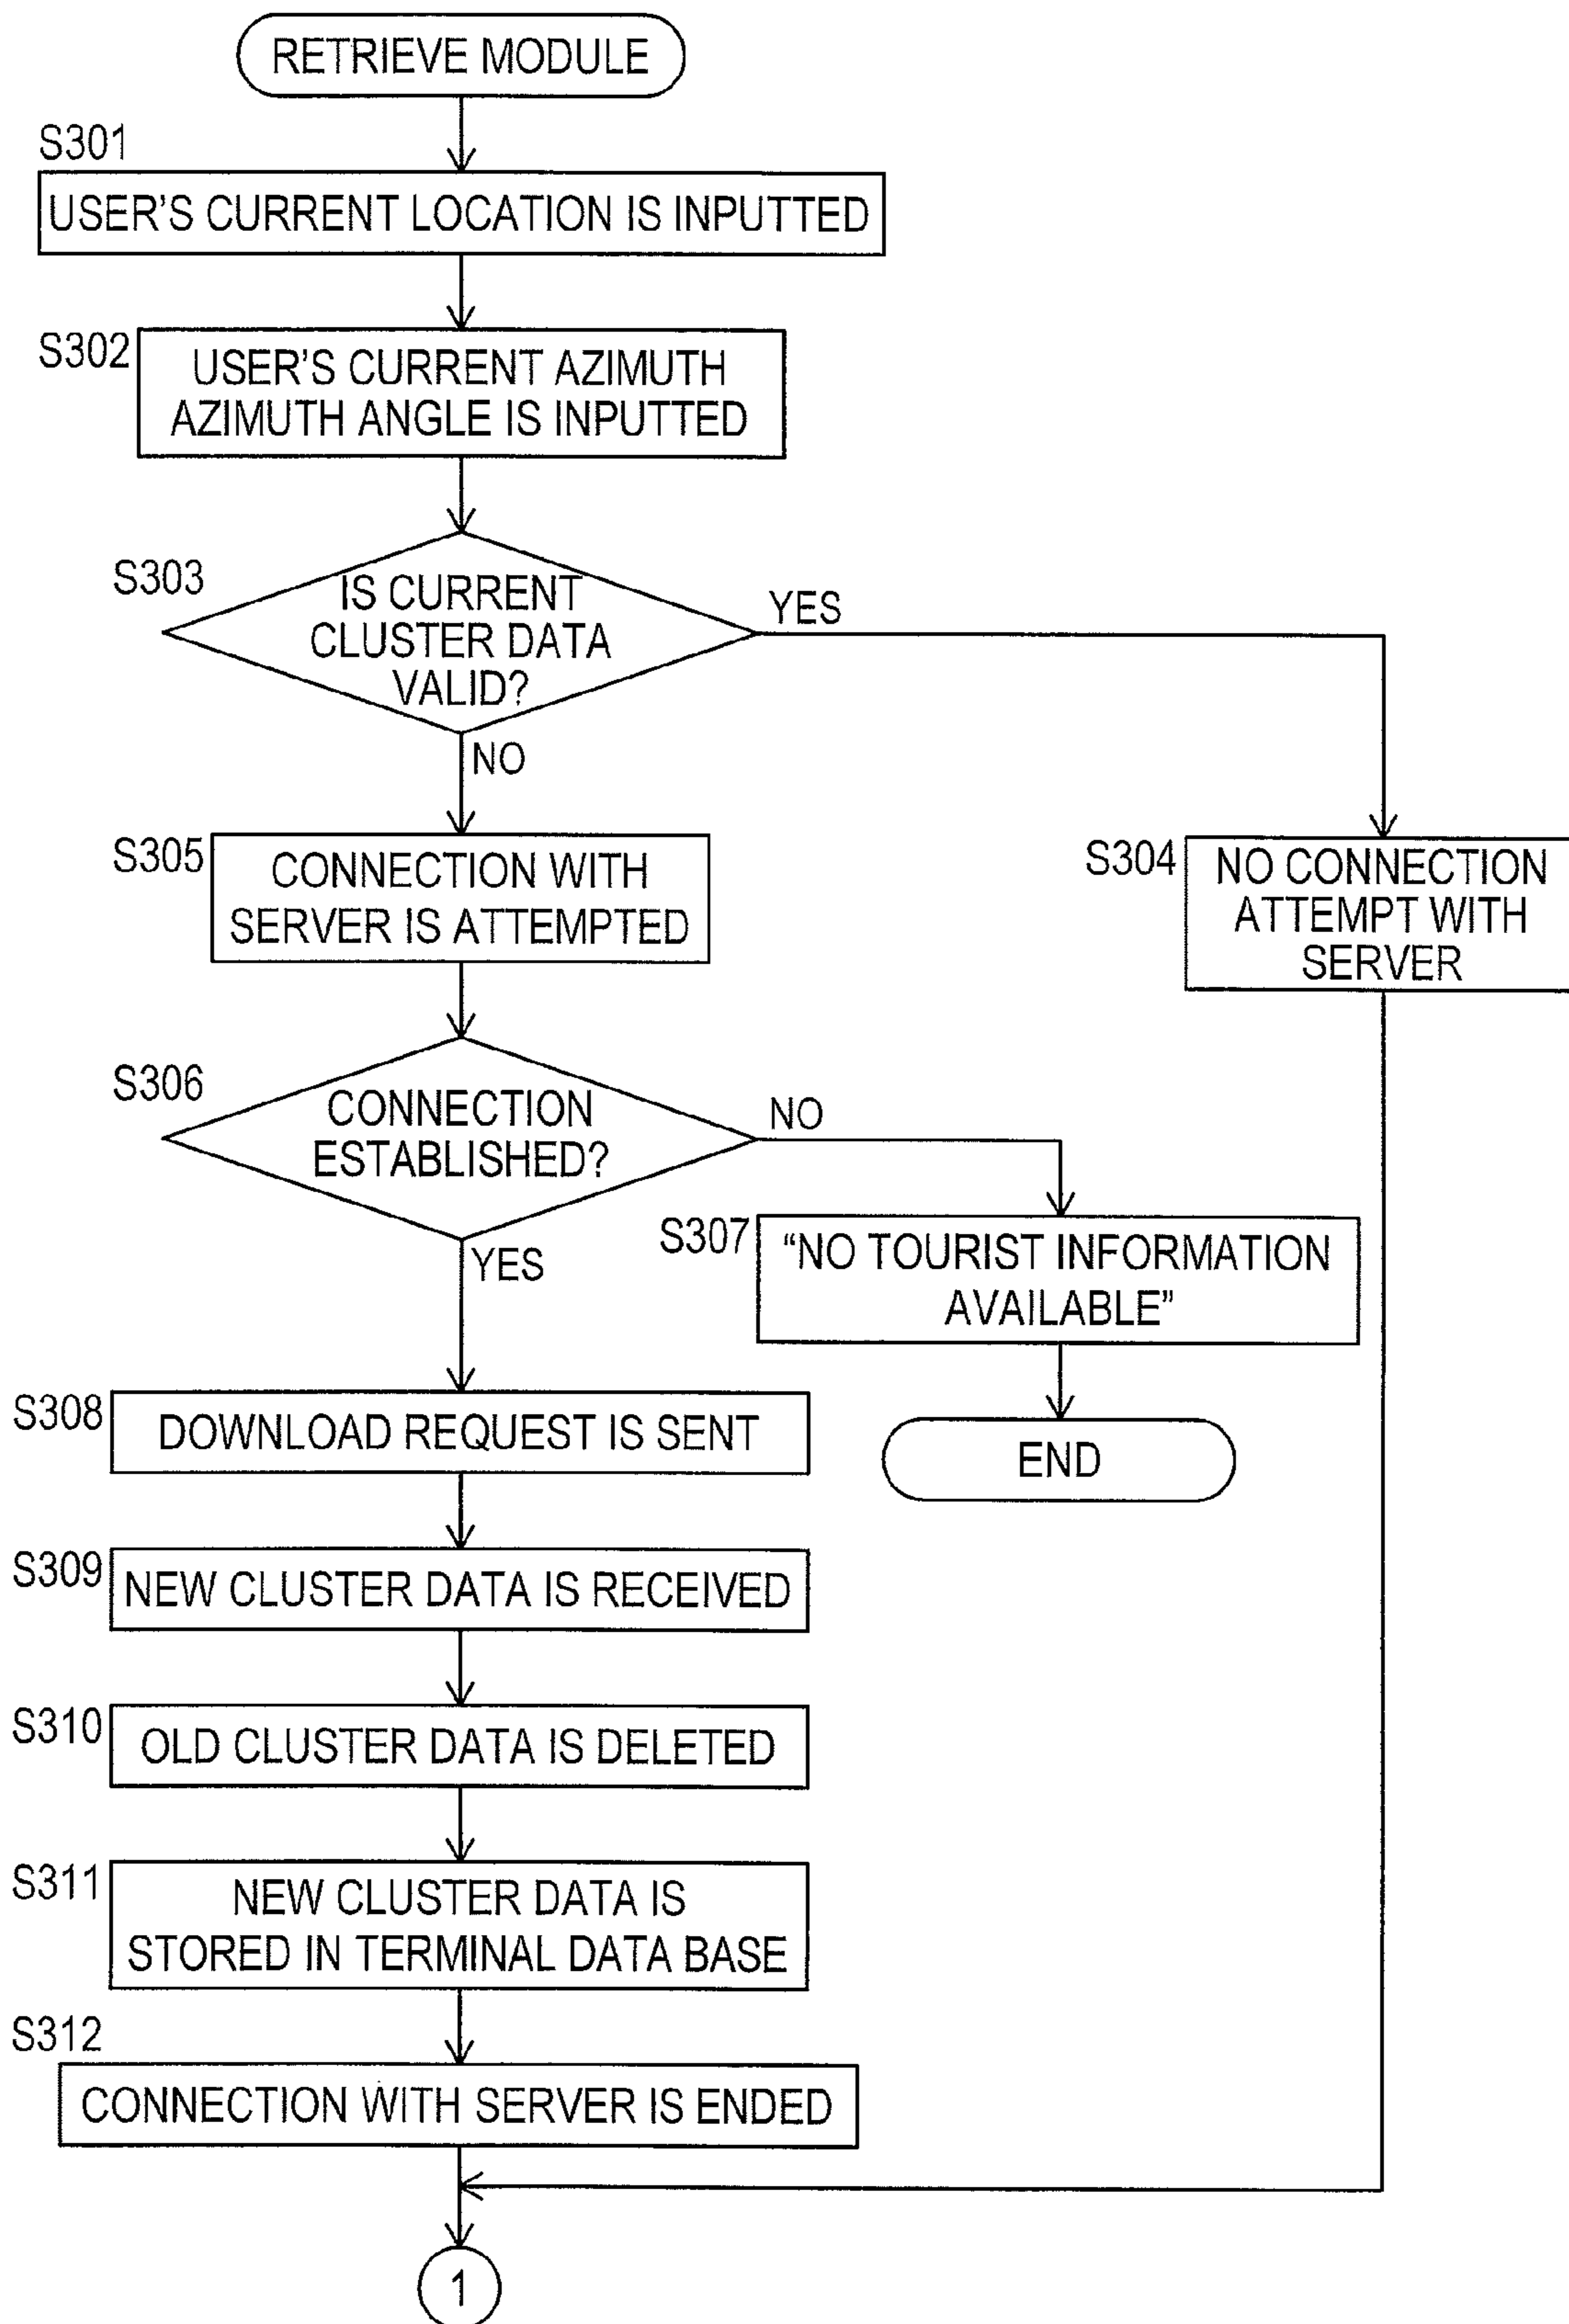 RETRIEVE MODULE
S301
USER'S CURRENT LOCATION IS INPUTTED
S302
USER'S CURRENT AZIMUTH
AZIMUTH ANGLE IS INPUTTED
S303
IS CURRENT
CLUSTER DATA
VALID?
YES
NO
S305
CONNECTION WITH
SERVER IS ATTEMPTED
S304
NO CONNECTION
ATTEMPT WITH
SERVER
S306
CONNECTION
ESTABLISHED?
NO
YES
S307
“NO TOURIST INFORMATION
AVAILABLE”
END
S308
DOWNLOAD REQUEST IS SENT
S309
NEW CLUSTER DATA IS RECEIVED
S310
OLD CLUSTER DATA IS DELETED
S311
NEW CLUSTER DATA IS
STORED IN TERMINAL DATA BASE
S312
CONNECTION WITH SERVER IS ENDED
1